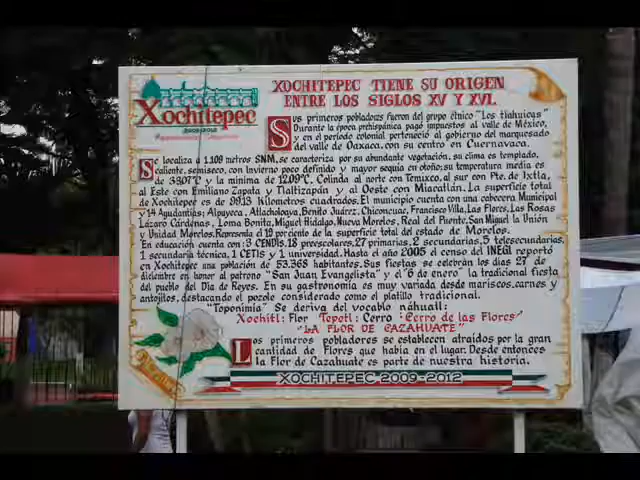 XOCHITEPEC TIENE SU ORIGEN
ENTRE LOS SIGLOS XV Y XVI.
Xochitepec
Sus primeros pobladores fueron del grupo étnico "Los tlahuicas"
Durante la época prehispánica pagó impuestos al valle de México,
y en el período colonial perteneció al gobierno del marquesado
del valle de Oaxaca, con su centro en Cuernavaca.
Se localiza a 1,109 metros SNM, se caracteriza por su abundante vegetación, su clima es templado,
caliente, semiseco, con invierno poco definido y mayor sequía en otoño; su temperatura media es
de 33.07°C y la mínima de 12.09°C. Colinda al norte con Temixco, al sur con Pte. de Ixtla,
al Este con Emiliano Zapata y Tlaltizapán y al Oeste con Miacatlán. La superficie total
de Xochitepec es de 99.13 Kilometros cuadrados. El municipio cuenta con una cabecera Municipal
y 14 Ayudantías; Alpuyeca, Atlacholoaya, Benito Juárez, Chiconcuac, Francisco Villa, Las Flores, Las Rosas
Lázaro Cárdenas, Loma Bonita, Miguel Hidalgo, Nueva Morelos, Real del Puente, San Miguel la Unión
y Unidad Morelos. Representa el 19 por ciento de la superficie total del estado de Morelos.
En educación cuenta con: 3 CENDIS, 18 preescolares, 27 primarias, 2 secundarias, 5 telesecundarias,
1 secundaria técnica, 1 CETIS y 1 universidad. Hasta el año 2005 el censo del INEGI reportó
en Xochitepec una población de 53,368 habitantes. Sus fiestas se celebran los días 27 de
diciembre en honor al patrono "San Juan Evangelista" y el "6 de enero" la tradicional fiesta
del pueblo del Día de Reyes. En su gastronomía es muy variada desde mariscos, carnes y
antojitos, destacando el pozole considerado como el platillo tradicional.
"Toponimia" Se deriva del vocablo náhuatl:
Xochitl: Flor Tepetl: Cerro "Cerro de las Flores"
"LA FLOR DE CAZAHUATE"
Los primeros pobladores se establecen atraidos por la gran
cantidad de Flores que había en el lugar. Desde entonces
la Flor de Cazahuate es parte de nuestra historia.
XOCHITEPEC 2009-2012